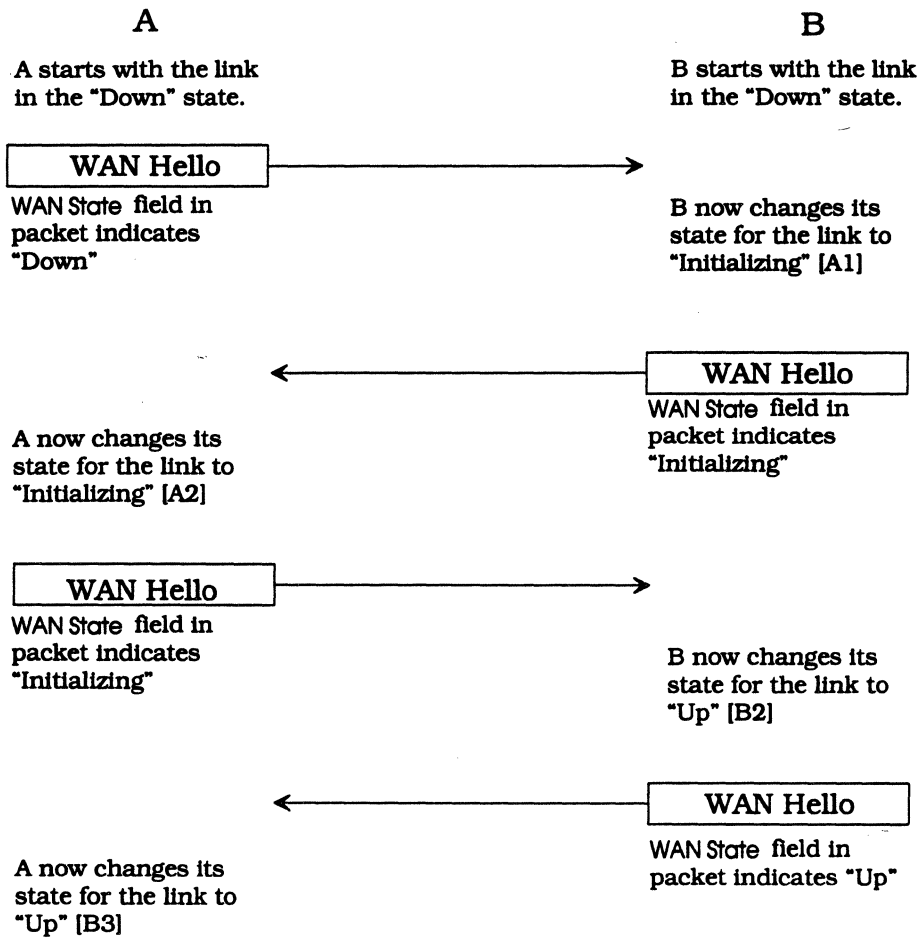 A
B
A starts with the link
in the “Down” state.
B starts with the link
in the “Down” state.
WAN Hello
WAN State field in
packet indicates
“Down”
B now changes its
state for the link to
“Initializing” [A1]
WAN Hello
WAN State field in
packet indicates
“Initializing”
A now changes its
state for the link to
“Initializing” [A2]
WAN Hello
WAN State field in
packet indicates
“Initializing”
B now changes its
state for the link to
“Up” [B2]
WAN Hello
WAN State field in
packet indicates “Up”
A now changes its
state for the link to
“Up” [B3]